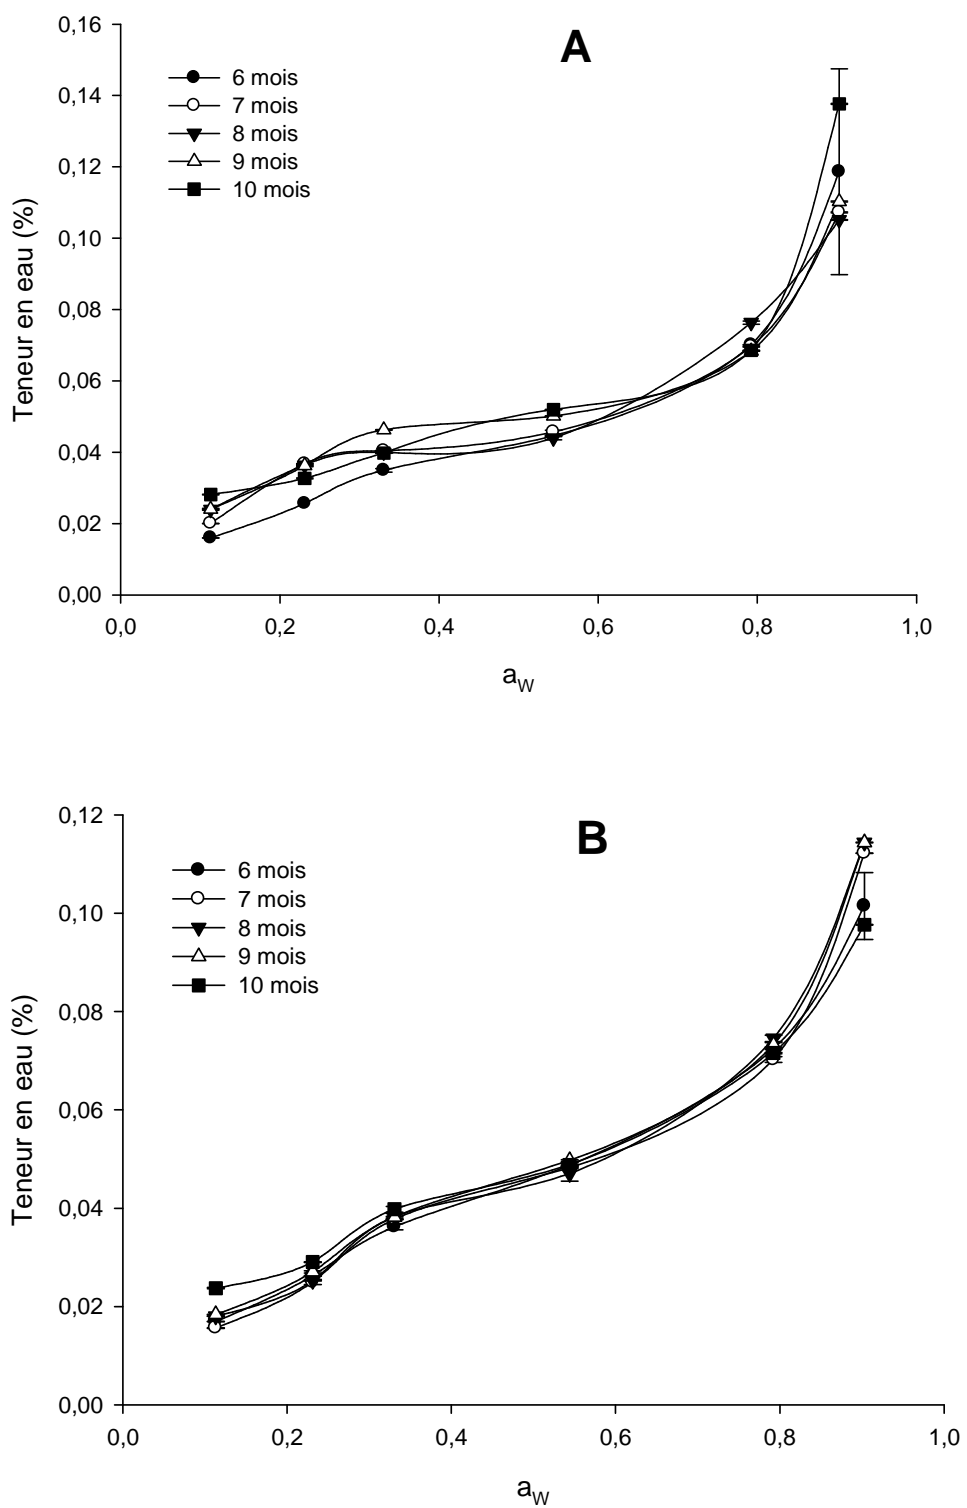 A
0,16
0,14
0,12
0,10
0,08
0,06
0,04
0,02
0,00
Teneur en eau (%)
6 mois
7 mois
8 mois
9 mois
10 mois
0,0 0,2 0,4 0,6 0,8 1,0
aW
B
0,12
0,10
0,08
0,06
0,04
0,02
0,00
Teneur en eau (%)
6 mois
7 mois
8 mois
9 mois
10 mois
0,0 0,2 0,4 0,6 0,8 1,0
aW